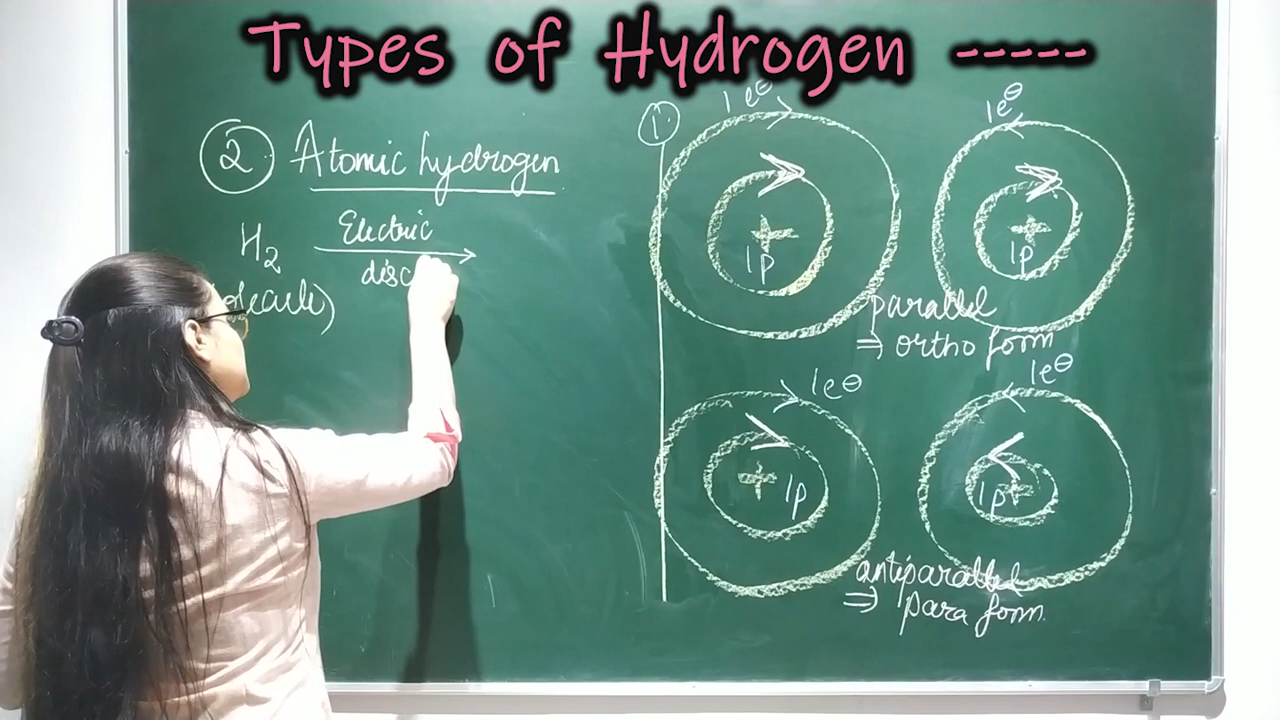 Types of Hydrogen -----
② Atomic hydrogen
H₂
Electric
①
1e⊖
1e⊖
+
1p
+
1p
parallel
⇒ ortho form
1e⊖
1e⊖
+
1p
1p
+
antiparallel
⇒ para form.